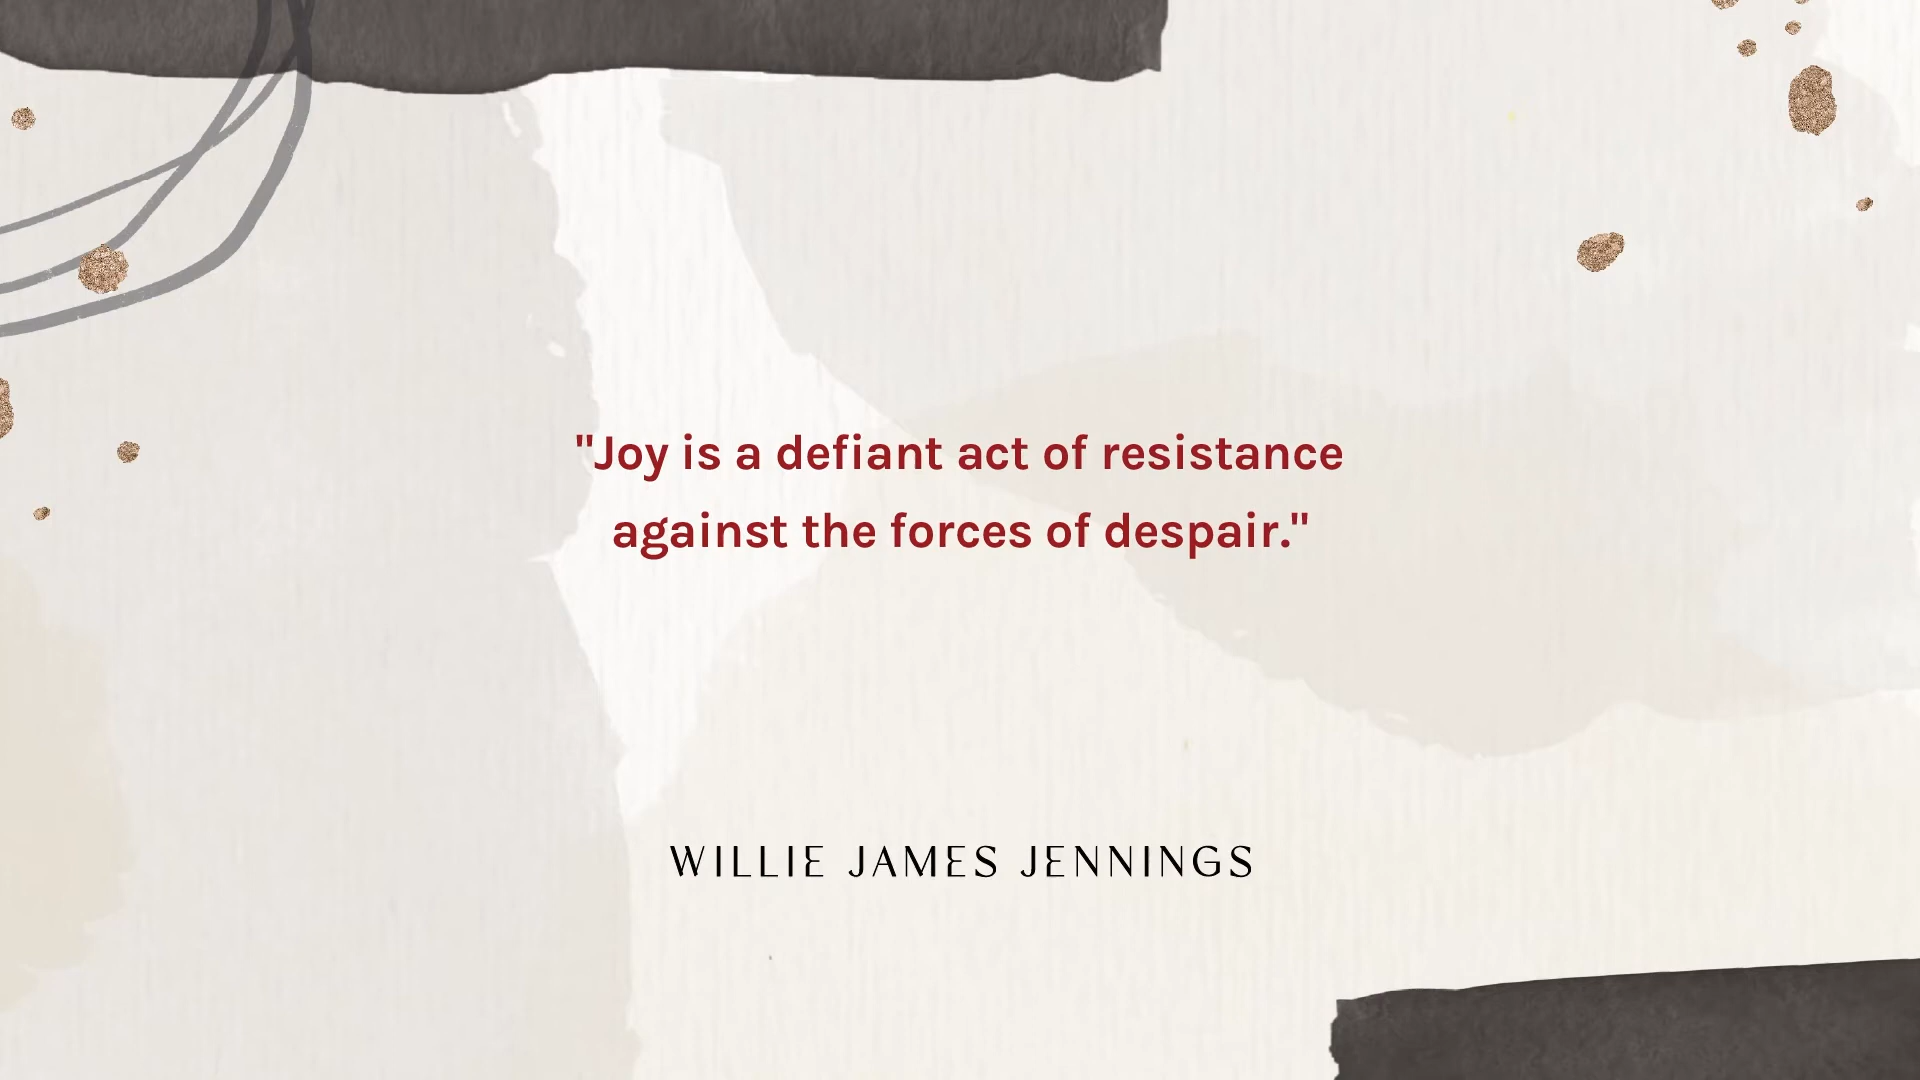 "Joy is a defiant act of resistance
against the forces of despair."
WILLIE JAMES JENNINGS